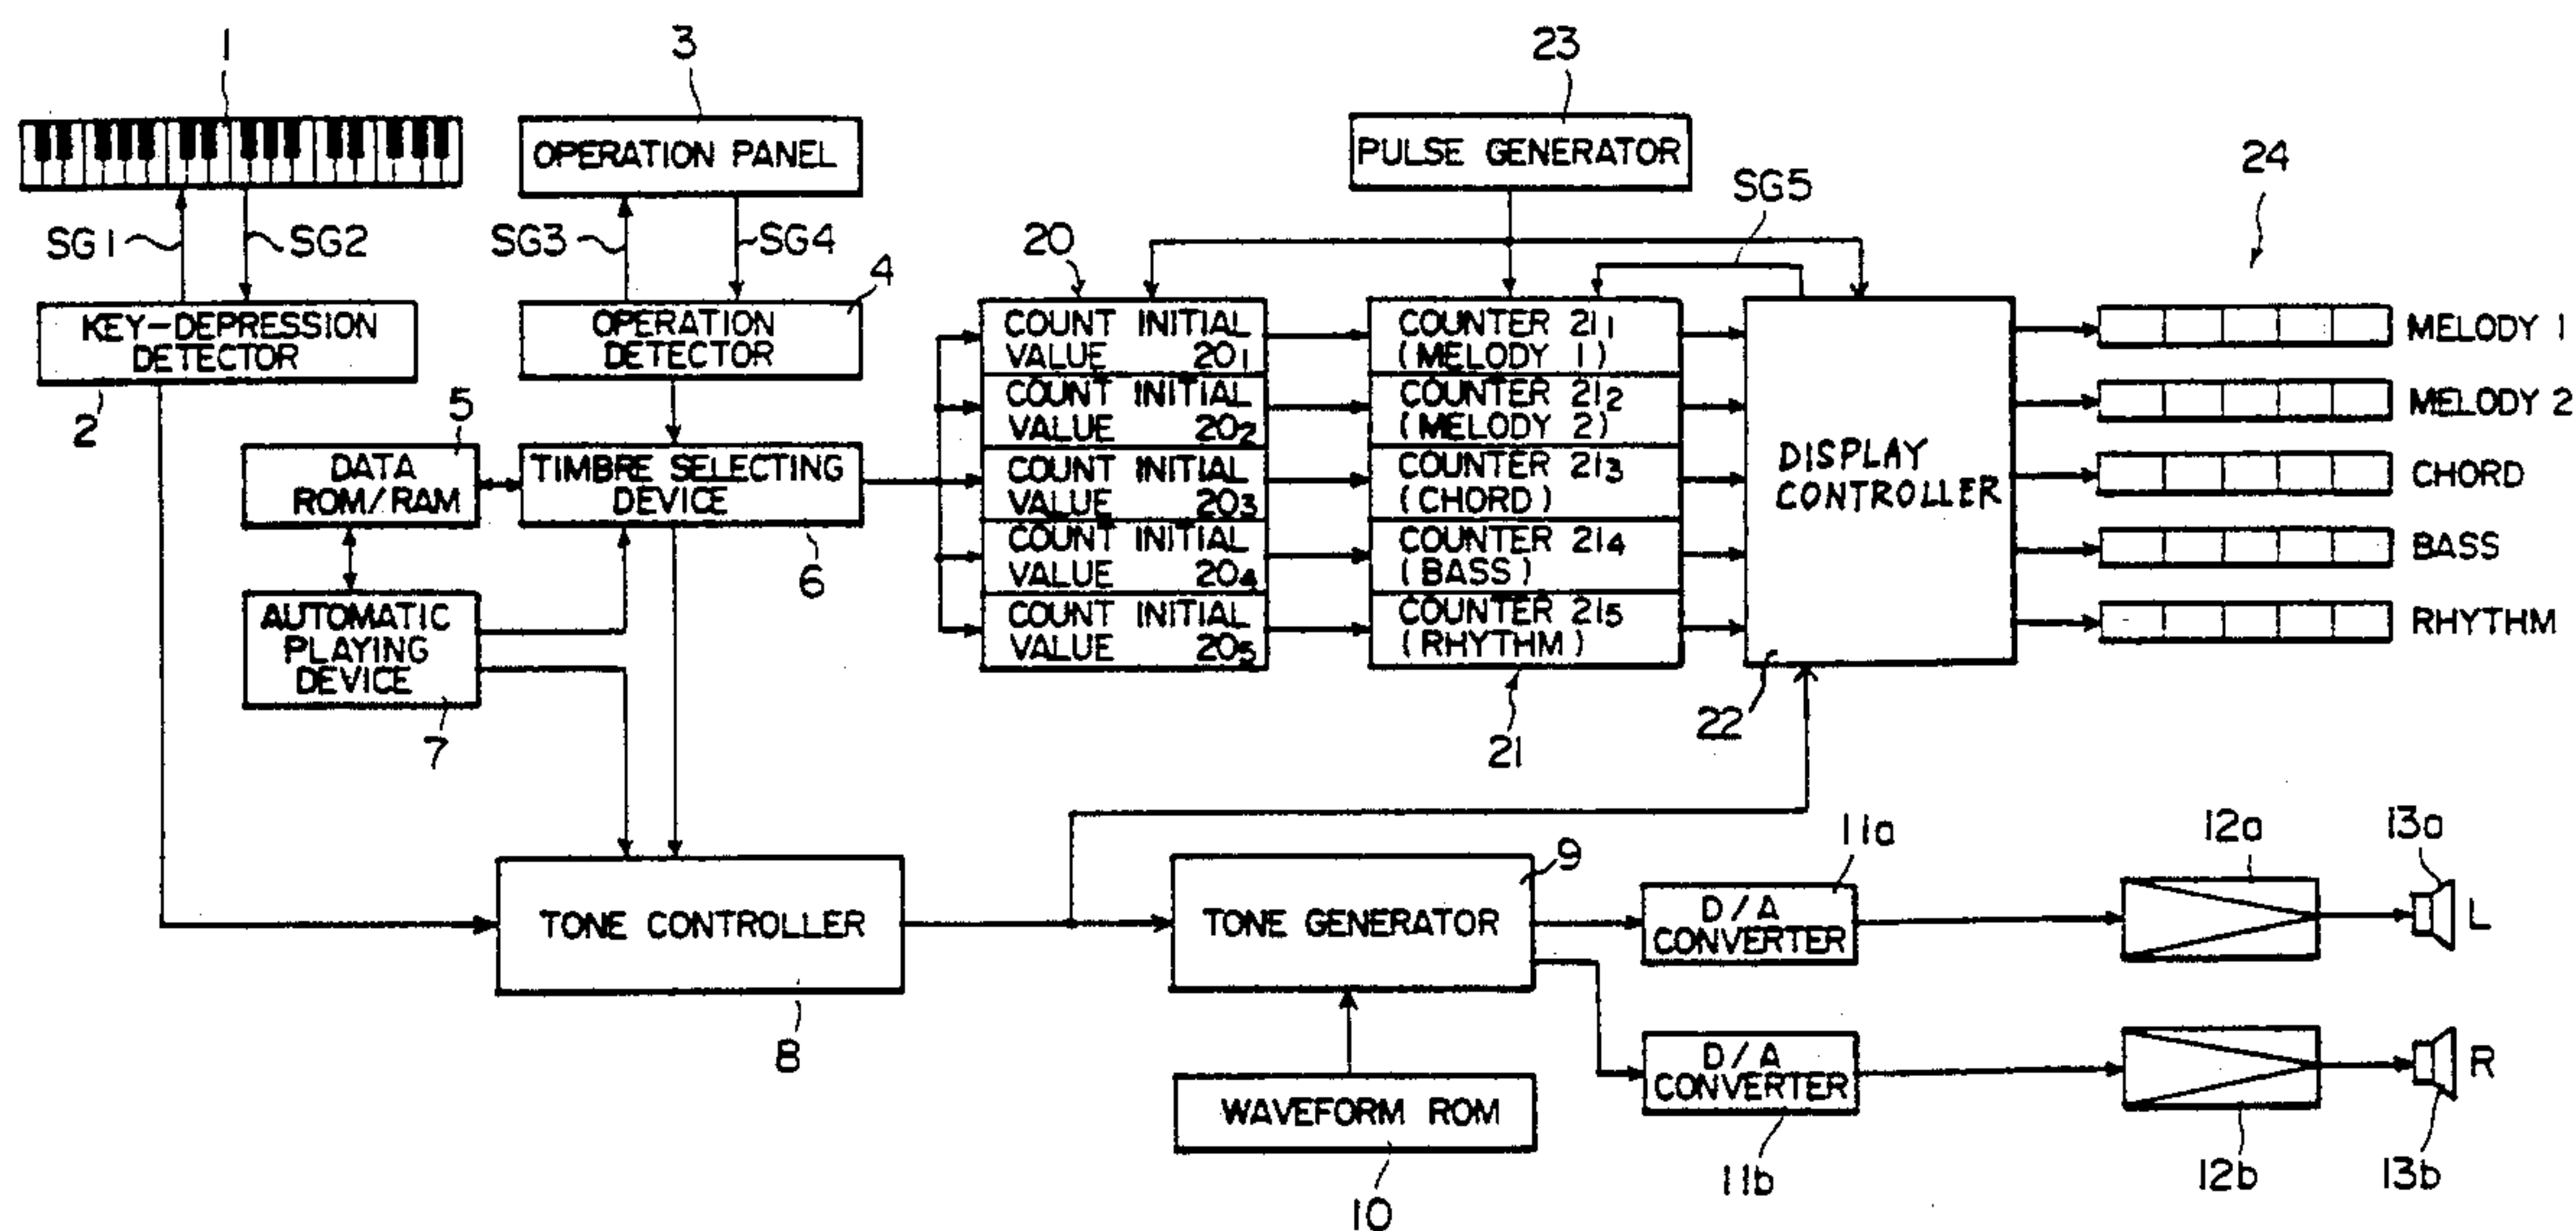 1
3
23
OPERATION PANEL
PULSE GENERATOR
24
SG1
SG2
SG3
SG4
SG5
20
KEY-DEPRESSION
DETECTOR
2
OPERATION
DETECTOR
4
COUNT INITIAL
VALUE 20₁
COUNT INITIAL
VALUE 20₂
COUNT INITIAL
VALUE 20₃
COUNT INITIAL
VALUE 20₄
COUNT INITIAL
VALUE 20₅
COUNTER 21₁
(MELODY 1)
COUNTER 21₂
(MELODY 2)
COUNTER 21₃
(CHORD)
COUNTER 21₄
(BASS)
COUNTER 21₅
(RHYTHM)
21
DISPLAY
CONTROLLER
22
MELODY 1
MELODY 2
CHORD
BASS
RHYTHM
5
DATA
ROM/RAM
TIMBRE SELECTING
DEVICE
6
AUTOMATIC
PLAYING
DEVICE
7
TONE CONTROLLER
8
TONE GENERATOR
9
WAVEFORM ROM
10
11a
D/A
CONVERTER
12a
13a
L
D/A
CONVERTER
11b
12b
13b
R